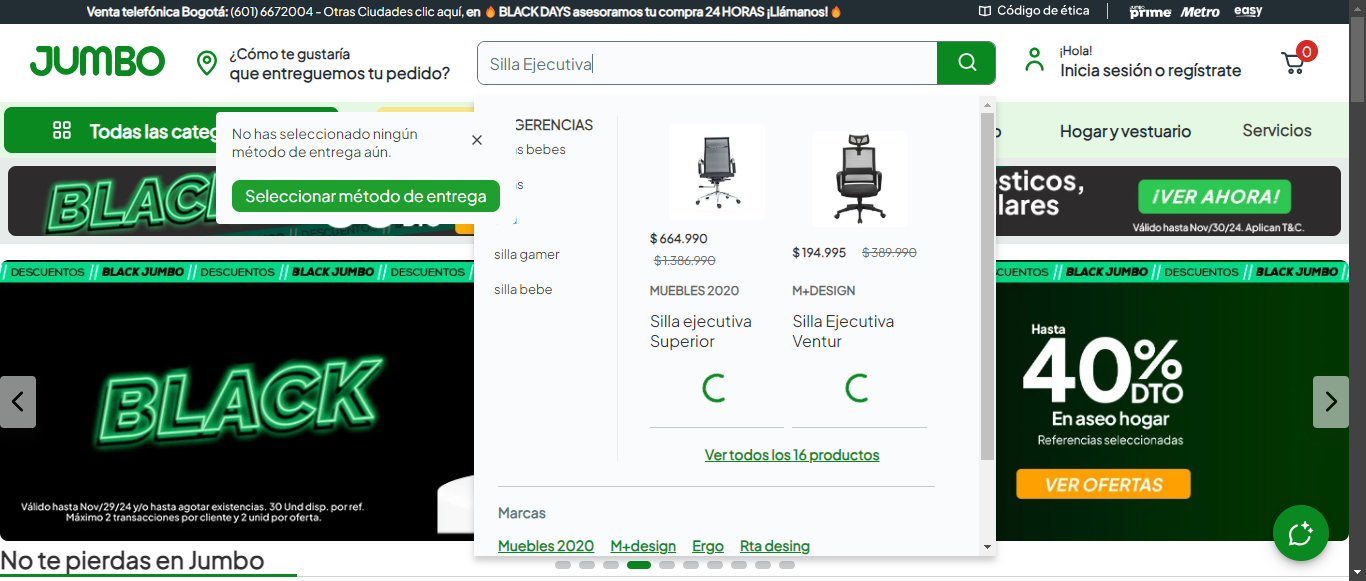 Venta telefónica Bogotá: (601) 6672004 - Otras Ciudades clic aquí, en 🔥 BLACK DAYS asesoramos tu compra 24 HORAS ¡Llámanos!🔥
Código de ética
JUMBO prime
Metro
easy
JUMBO
¿Cómo te gustaría
que entreguemos tu pedido?
Silla Ejecutiva
¡Hola!
Inicia sesión o regístrate
0
Todas las categ
Hogar y vestuario
Servicios
No has seleccionado ningún
método de entrega aún.
Seleccionar método de entrega
GERENCIAS
s bebes
s
silla gamer
silla bebe
$ 664.990
$ 1.386.990
MUEBLES 2020
Silla ejecutiva
Superior
$ 194.995
$ 389.990
M+DESIGN
Silla Ejecutiva
Ventur
Ver todos los 16 productos
Marcas
Muebles 2020
M+design
Ergo
Rta desing
BLACK
DTO
DESCUENTOS
sticos,
lares
¡VER AHORA!
Válido hasta Nov/30/24. Aplican T&C.
DESCUENTOS // BLACK JUMBO // DESCUENTOS // BLACK JUMBO // DESCUENTOS //
CUENTOS // BLACK JUMBO // DESCUENTOS // BLACK JUMBO //
BLACK
Válido hasta Nov/29/24 y/o hasta agotar existencias. 30 Und disp. por ref.
Máximo 2 transacciones por cliente y 2 unid por oferta.
Hasta
40%
DTO
En aseo hogar
Referencias seleccionadas
VER OFERTAS
No te pierdas en Jumbo